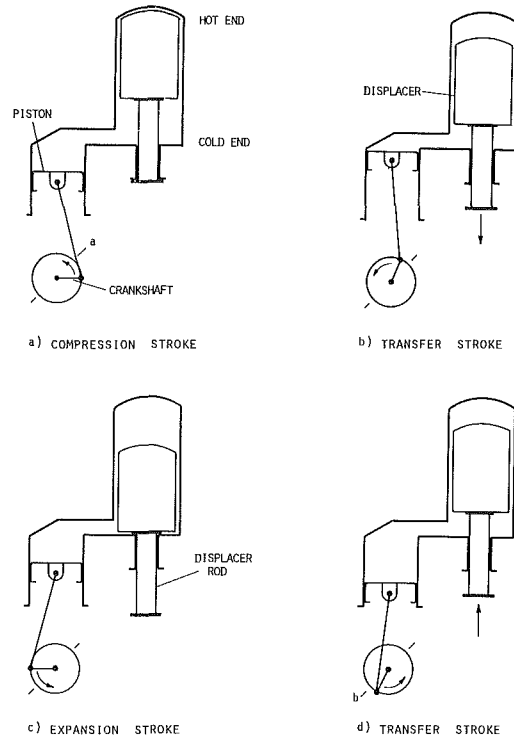 HOT END
PISTON
COLD END
a
CRANKSHAFT
a) COMPRESSION STROKE
DISPLACER
b) TRANSFER STROKE
DISPLACER
ROD
c) EXPANSION STROKE
b
d) TRANSFER STROKE